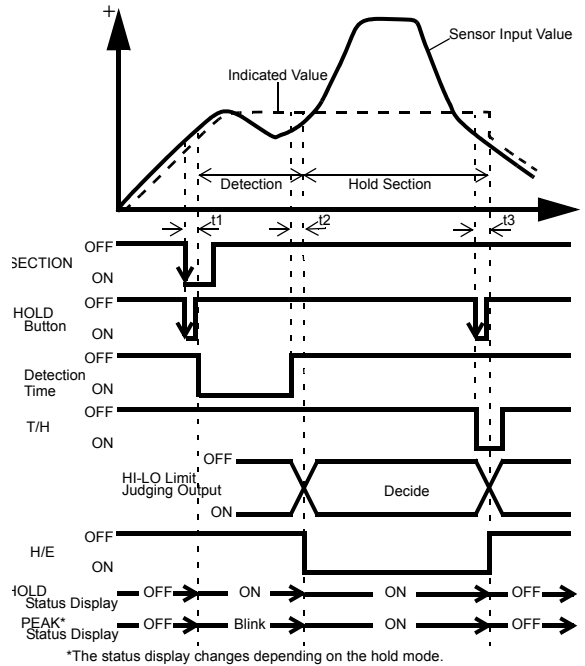 +
Sensor Input Value
Indicated Value
Detection
Hold Section
t1
t2
t3
OFF
SECTION
ON
OFF
HOLD
Button
ON
OFF
Detection
Time
ON
OFF
T/H
ON
OFF
HI-LO Limit
Judging Output
Decide
ON
OFF
H/E
ON
HOLD
Status Display
OFF
ON
ON
OFF
PEAK*
Status Display
OFF
Blink
ON
OFF
*The status display changes depending on the hold mode.